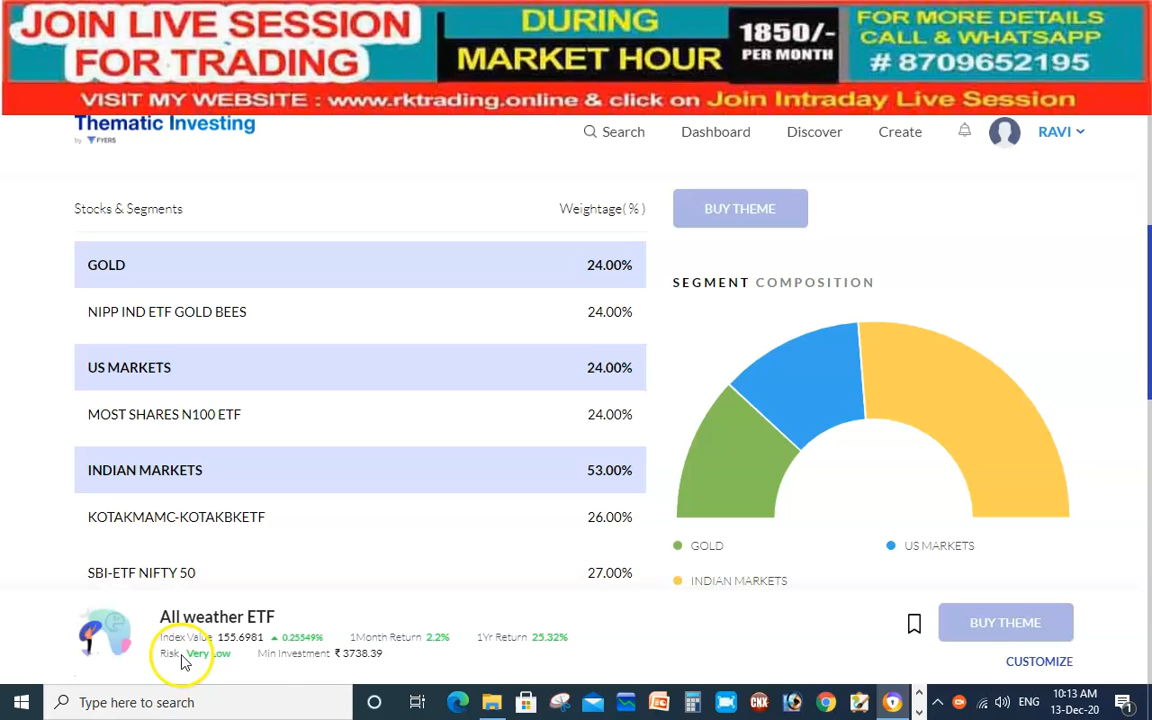 JOIN LIVE SESSION
FOR TRADING
DURING
MARKET HOUR
1850/-
PER MONTH
FOR MORE DETAILS
CALL & WHATSAPP
# 8709652195
VISIT MY WEBSITE : www.rktrading.online & click on Join Intraday Live Session
Thematic Investing
by FYERS
Search
Dashboard
Discover
Create
RAVI
Stocks & Segments
Weightage( % )
BUY THEME
GOLD 24.00%
NIPP IND ETF GOLD BEES 24.00%
US MARKETS 24.00%
MOST SHARES N100 ETF 24.00%
INDIAN MARKETS 53.00%
KOTAKMAMC-KOTAKBKETF 26.00%
SBI-ETF NIFTY 50 27.00%
SEGMENT COMPOSITION
GOLD
US MARKETS
INDIAN MARKETS
All weather ETF
Index Value 155.6981 ▲ 0.25549% 1Month Return 2.2% 1Yr Return 25.32%
Risk Very Low Min Investment ₹ 3738.39
BUY THEME
CUSTOMIZE
Type here to search
CNX
ENG
10:13 AM
13-Dec-20
1